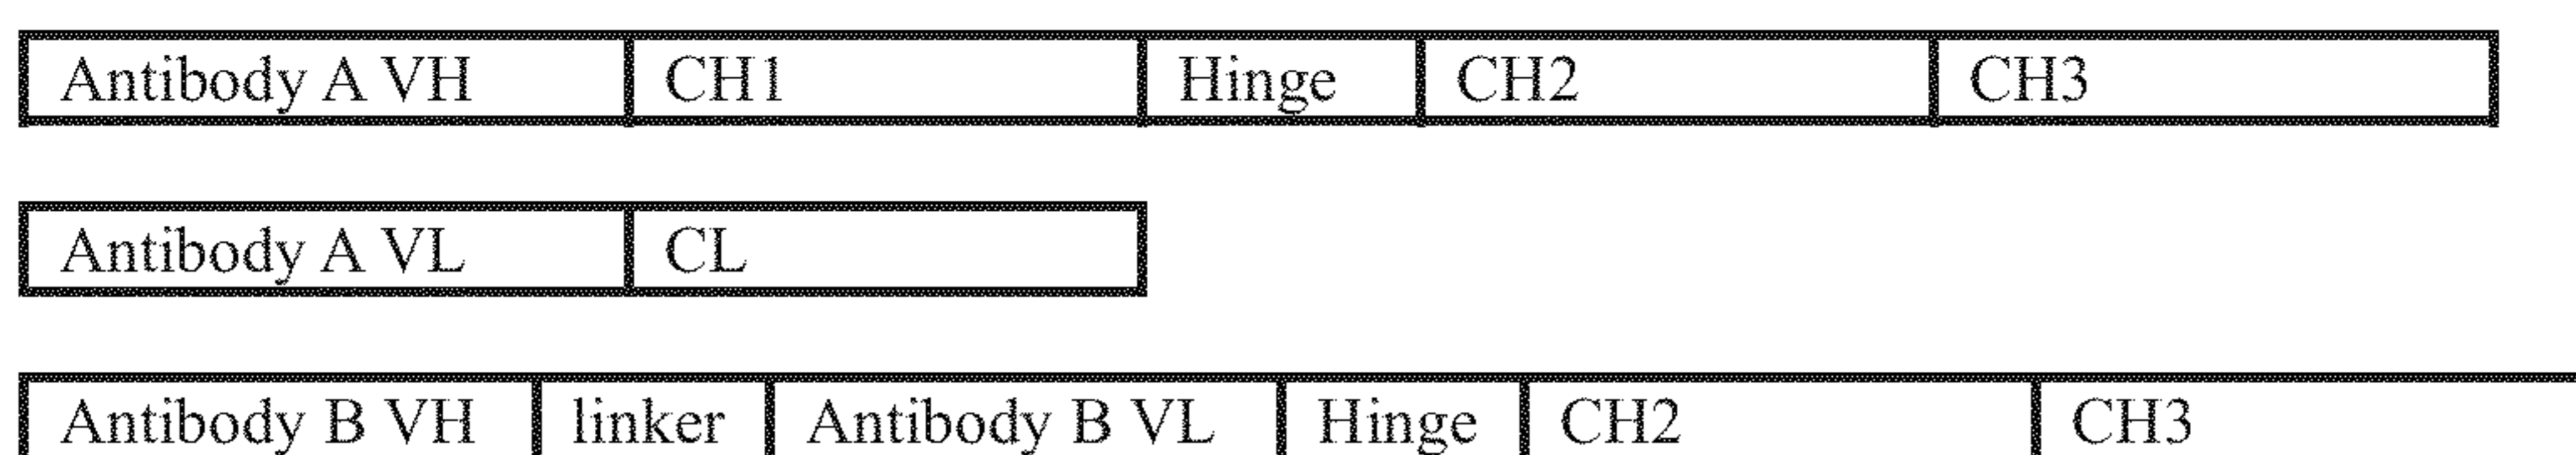 Antibody A VH CH1 Hinge CH2 CH3
Antibody A VL CL
Antibody B VH linker Antibody B VL Hinge CH2 CH3